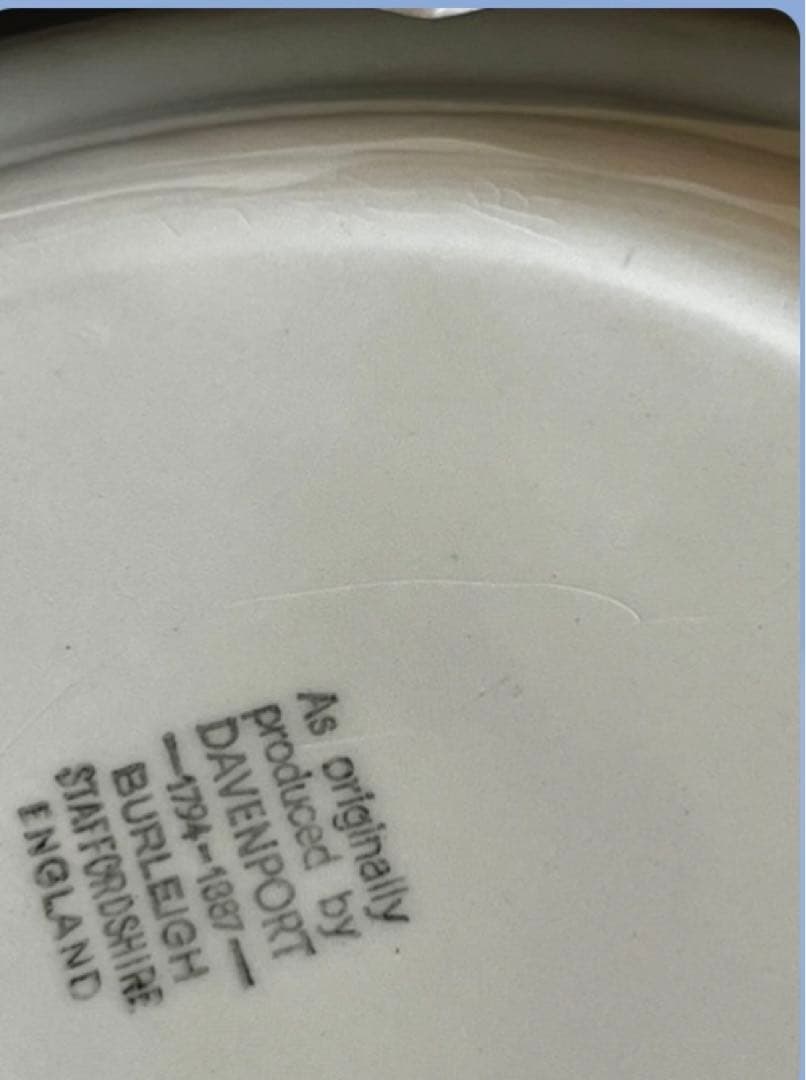 As originally
produced by
DAVENPORT
—1794-1887—
BURLEIGH
STAFFORDSHIRE
ENGLAND